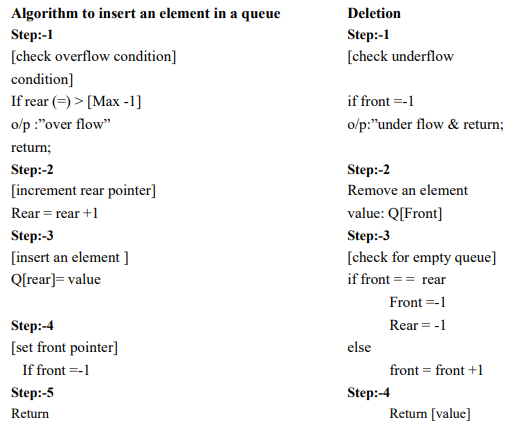 Algorithm to insert an element in a queue
Step:-1
[check overflow condition]
condition]
If rear (=) > [Max -1]
o/p :”over flow”
return;
Step:-2
[increment rear pointer]
Rear = rear +1
Step:-3
[insert an element ]
Q[rear]= value
Step:-4
[set front pointer]
If front =-1
Step:-5
Return
Deletion
Step:-1
[check underflow
if front =-1
o/p:”under flow & return;
Step:-2
Remove an element
value: Q[Front]
Step:-3
[check for empty queue]
if front = = rear
Front =-1
Rear = -1
else
front = front +1
Step:-4
Return [value]